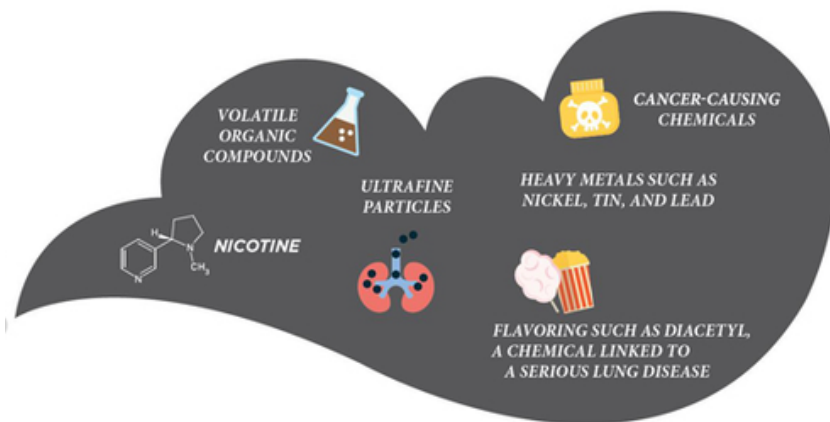 VOLATILE
ORGANIC
COMPOUNDS
CANCER-CAUSING
CHEMICALS
ULTRAFINE
PARTICLES
HEAVY METALS SUCH AS
NICKEL, TIN, AND LEAD
H
N
CH₃
N
NICOTINE
FLAVORING SUCH AS DIACETYL,
A CHEMICAL LINKED TO
A SERIOUS LUNG DISEASE